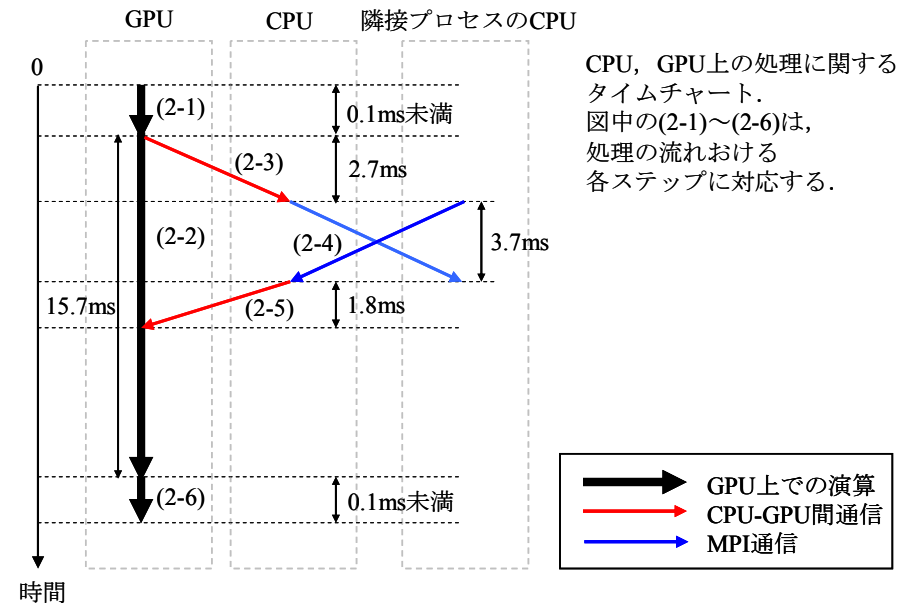 GPU
CPU
隣接プロセスのCPU
0
(2-1)
0.1ms未満
(2-3)
2.7ms
(2-2)
(2-4)
3.7ms
15.7ms
(2-5)
1.8ms
(2-6)
0.1ms未満
時間
CPU，GPU上の処理に関する
タイムチャート．
図中の(2-1)～(2-6)は，
処理の流れおける
各ステップに対応する．
GPU上での演算
CPU-GPU間通信
MPI通信